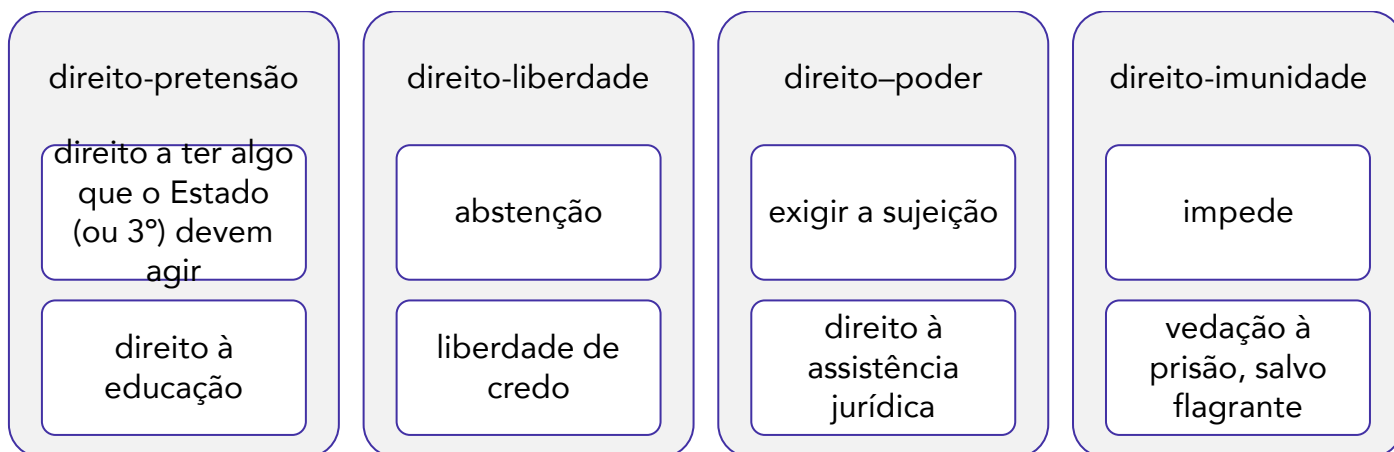 direito-pretensão
direito a ter algo
que o Estado
(ou 3º) devem
agir
direito à
educação
direito-liberdade
abstenção
liberdade de
credo
direito–poder
exigir a sujeição
direito à
assistência
jurídica
direito-imunidade
impede
vedação à
prisão, salvo
flagrante